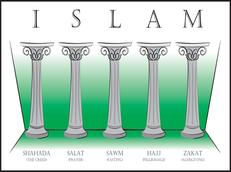 ISLAM
SHAHADA SALAT SAWM HAJJ ZAKAT
(THE CREED) (PRAYER) (FASTING) (PILGRIMAGE) (ALMSGIVING)